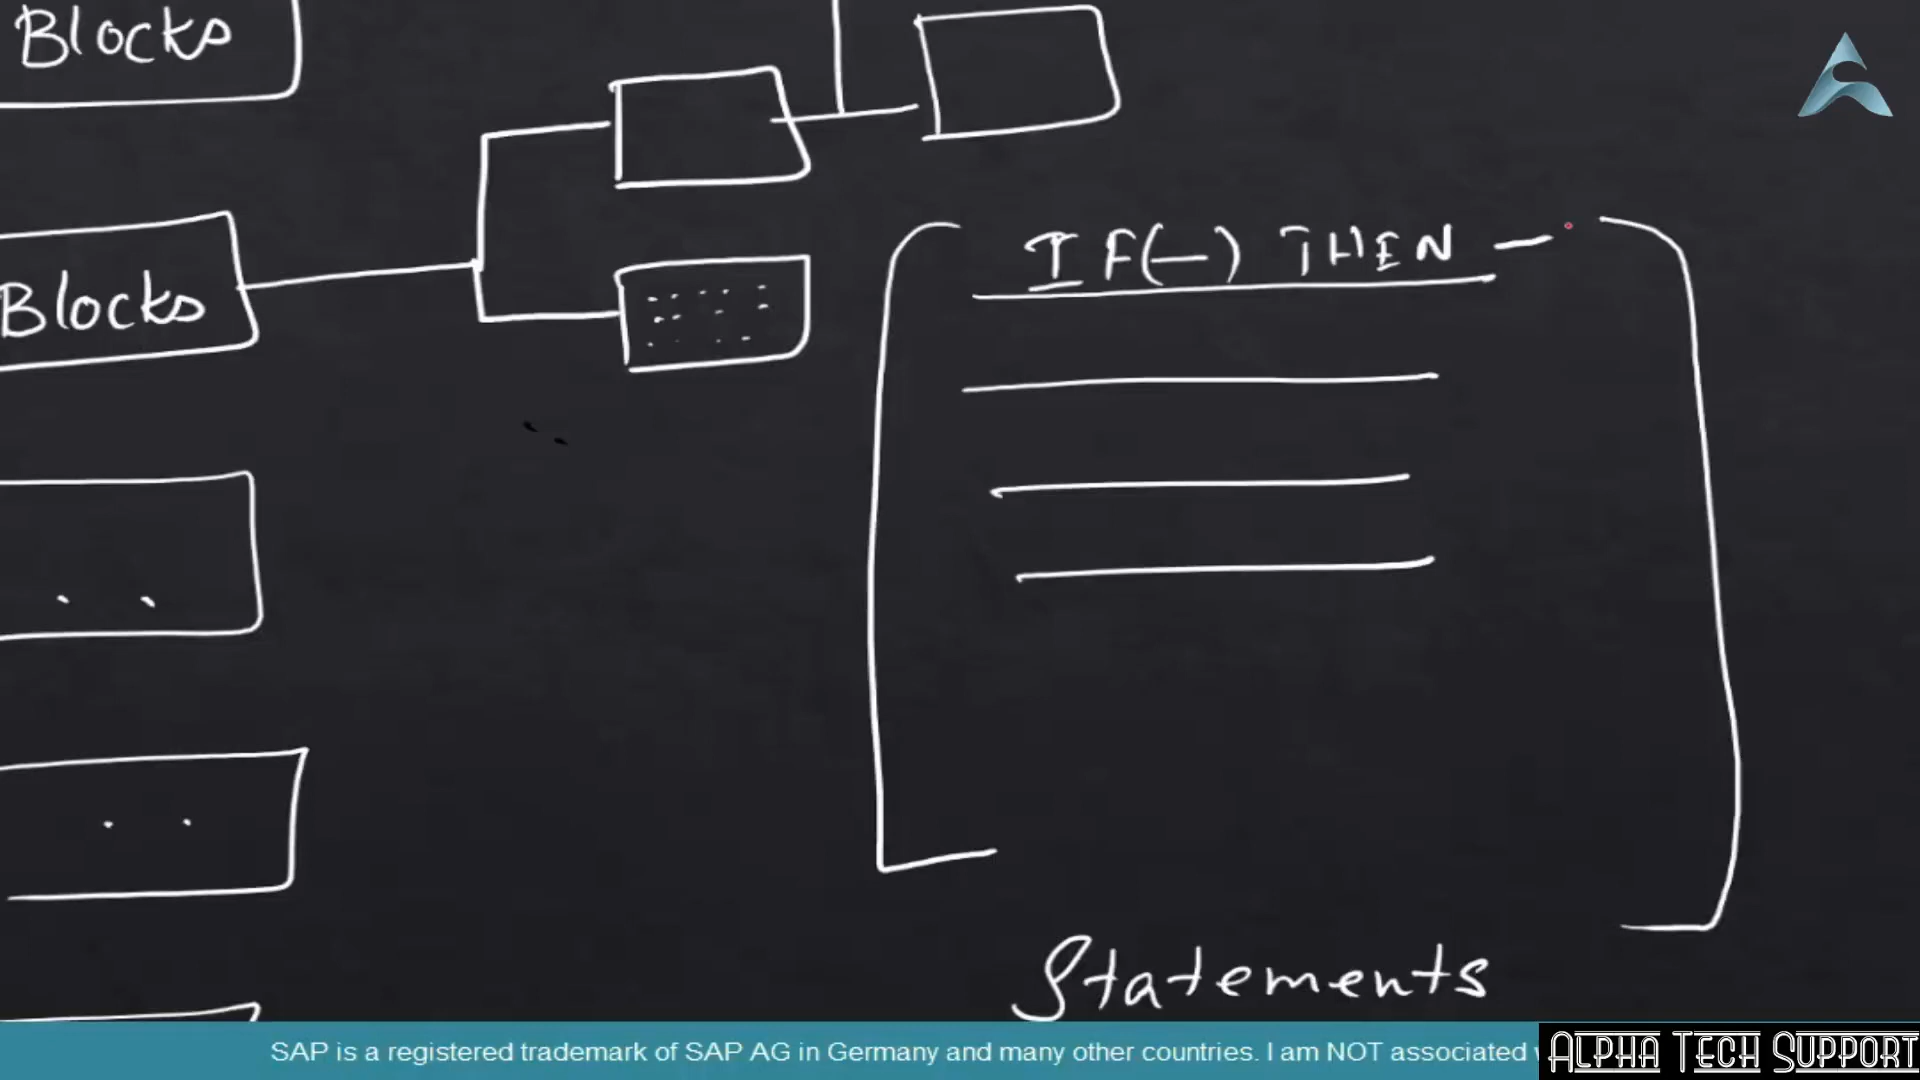 Blocks
IF(—) THEN —
Blocks
Statements
SAP is a registered trademark of SAP AG in Germany and many other countries. I am NOT associated
ALPHA TECH SUPPORT